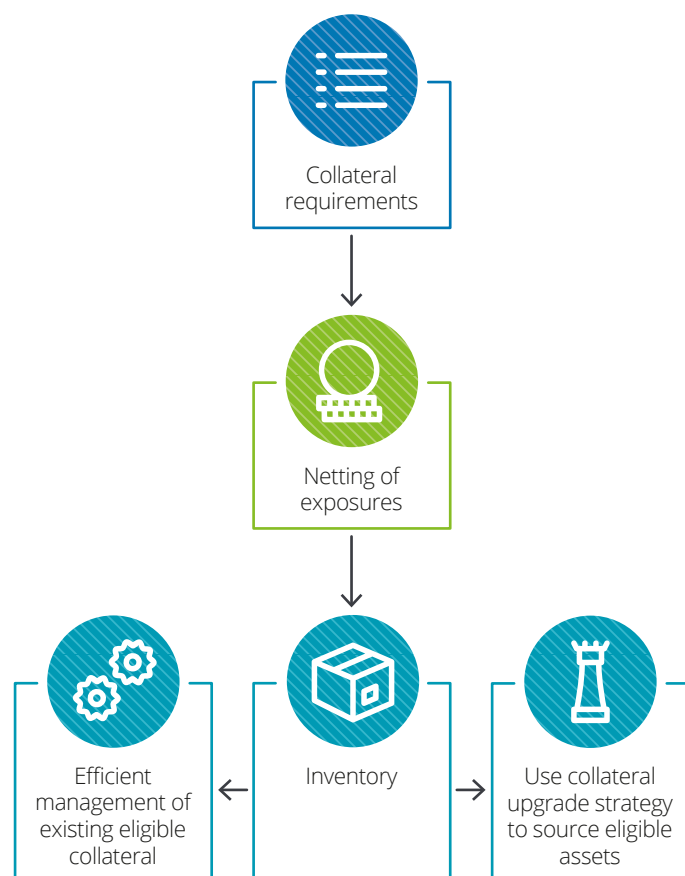 Collateral
requirements
Netting of
exposures
Efficient
management of
existing eligible
collateral
Inventory
Use collateral
upgrade strategy
to source eligible
assets